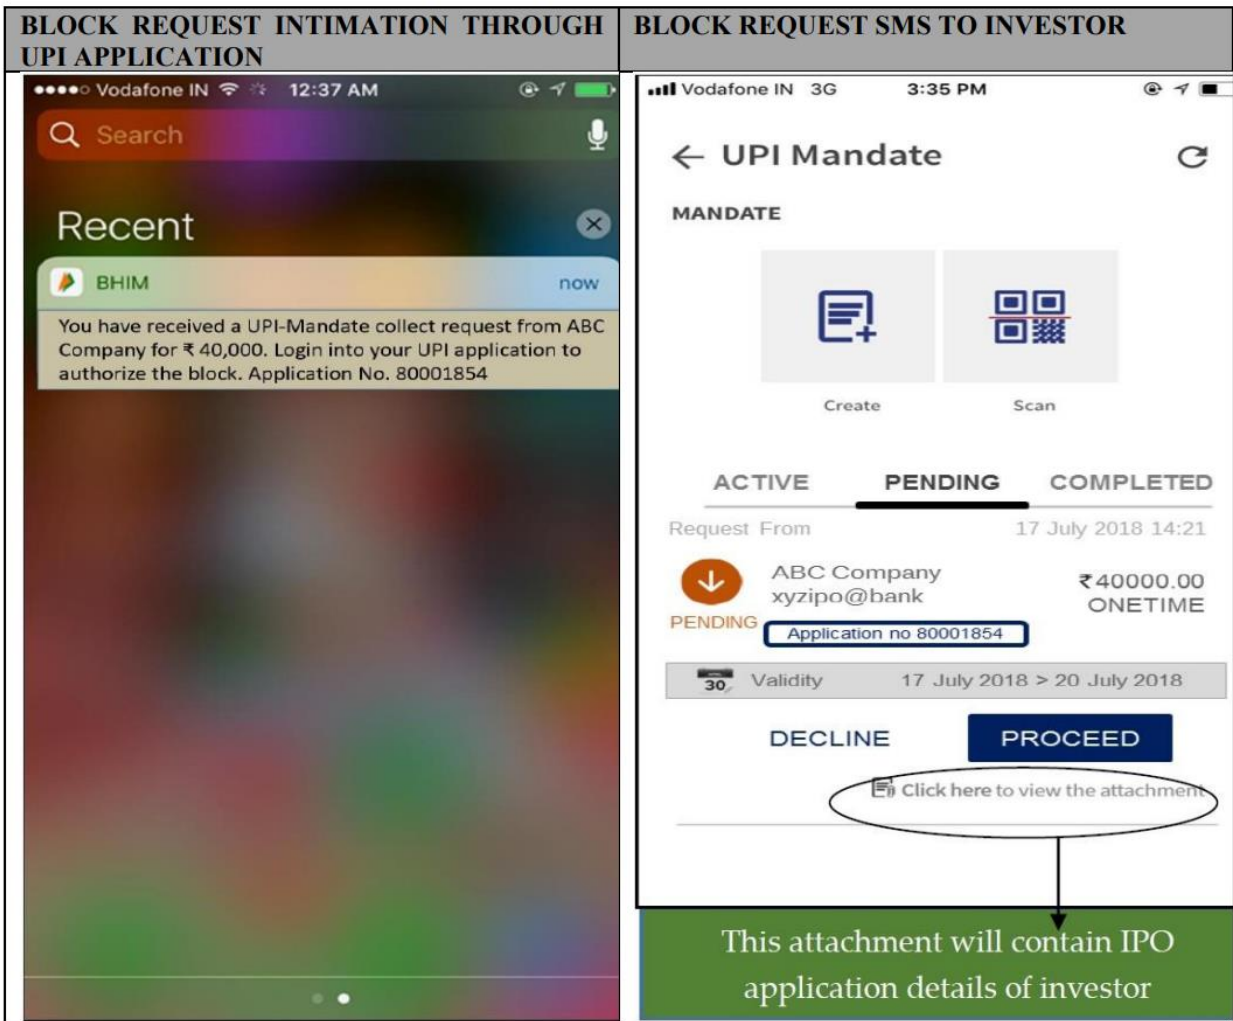 BLOCK REQUEST INTIMATION THROUGH
UPI APPLICATION
Vodafone IN 12:37 AM
Search
Recent
BHIM now
You have received a UPI-Mandate collect request from ABC
Company for ₹ 40,000. Login into your UPI application to
authorize the block. Application No. 80001854
BLOCK REQUEST SMS TO INVESTOR
Vodafone IN 3G 3:35 PM
← UPI Mandate
MANDATE
Create Scan
ACTIVE PENDING COMPLETED
Request From 17 July 2018 14:21
ABC Company ₹40000.00
xyzipo@bank ONETIME
PENDING
Application no 80001854
30 Validity 17 July 2018 > 20 July 2018
DECLINE PROCEED
Click here to view the attachment
This attachment will contain IPO
application details of investor